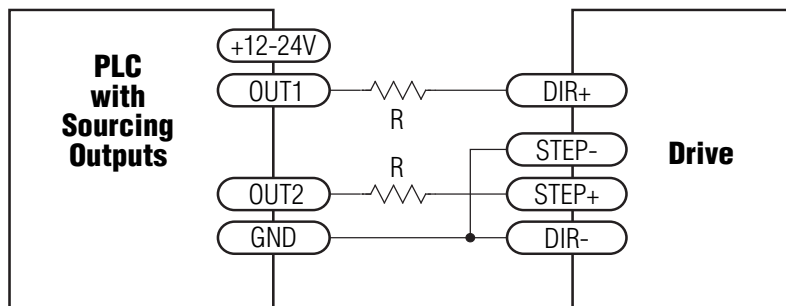 +12-24V
PLC
with
Sourcing
Outputs
OUT1
R
DIR+
STEP-
Drive
OUT2
R
STEP+
GND
DIR-